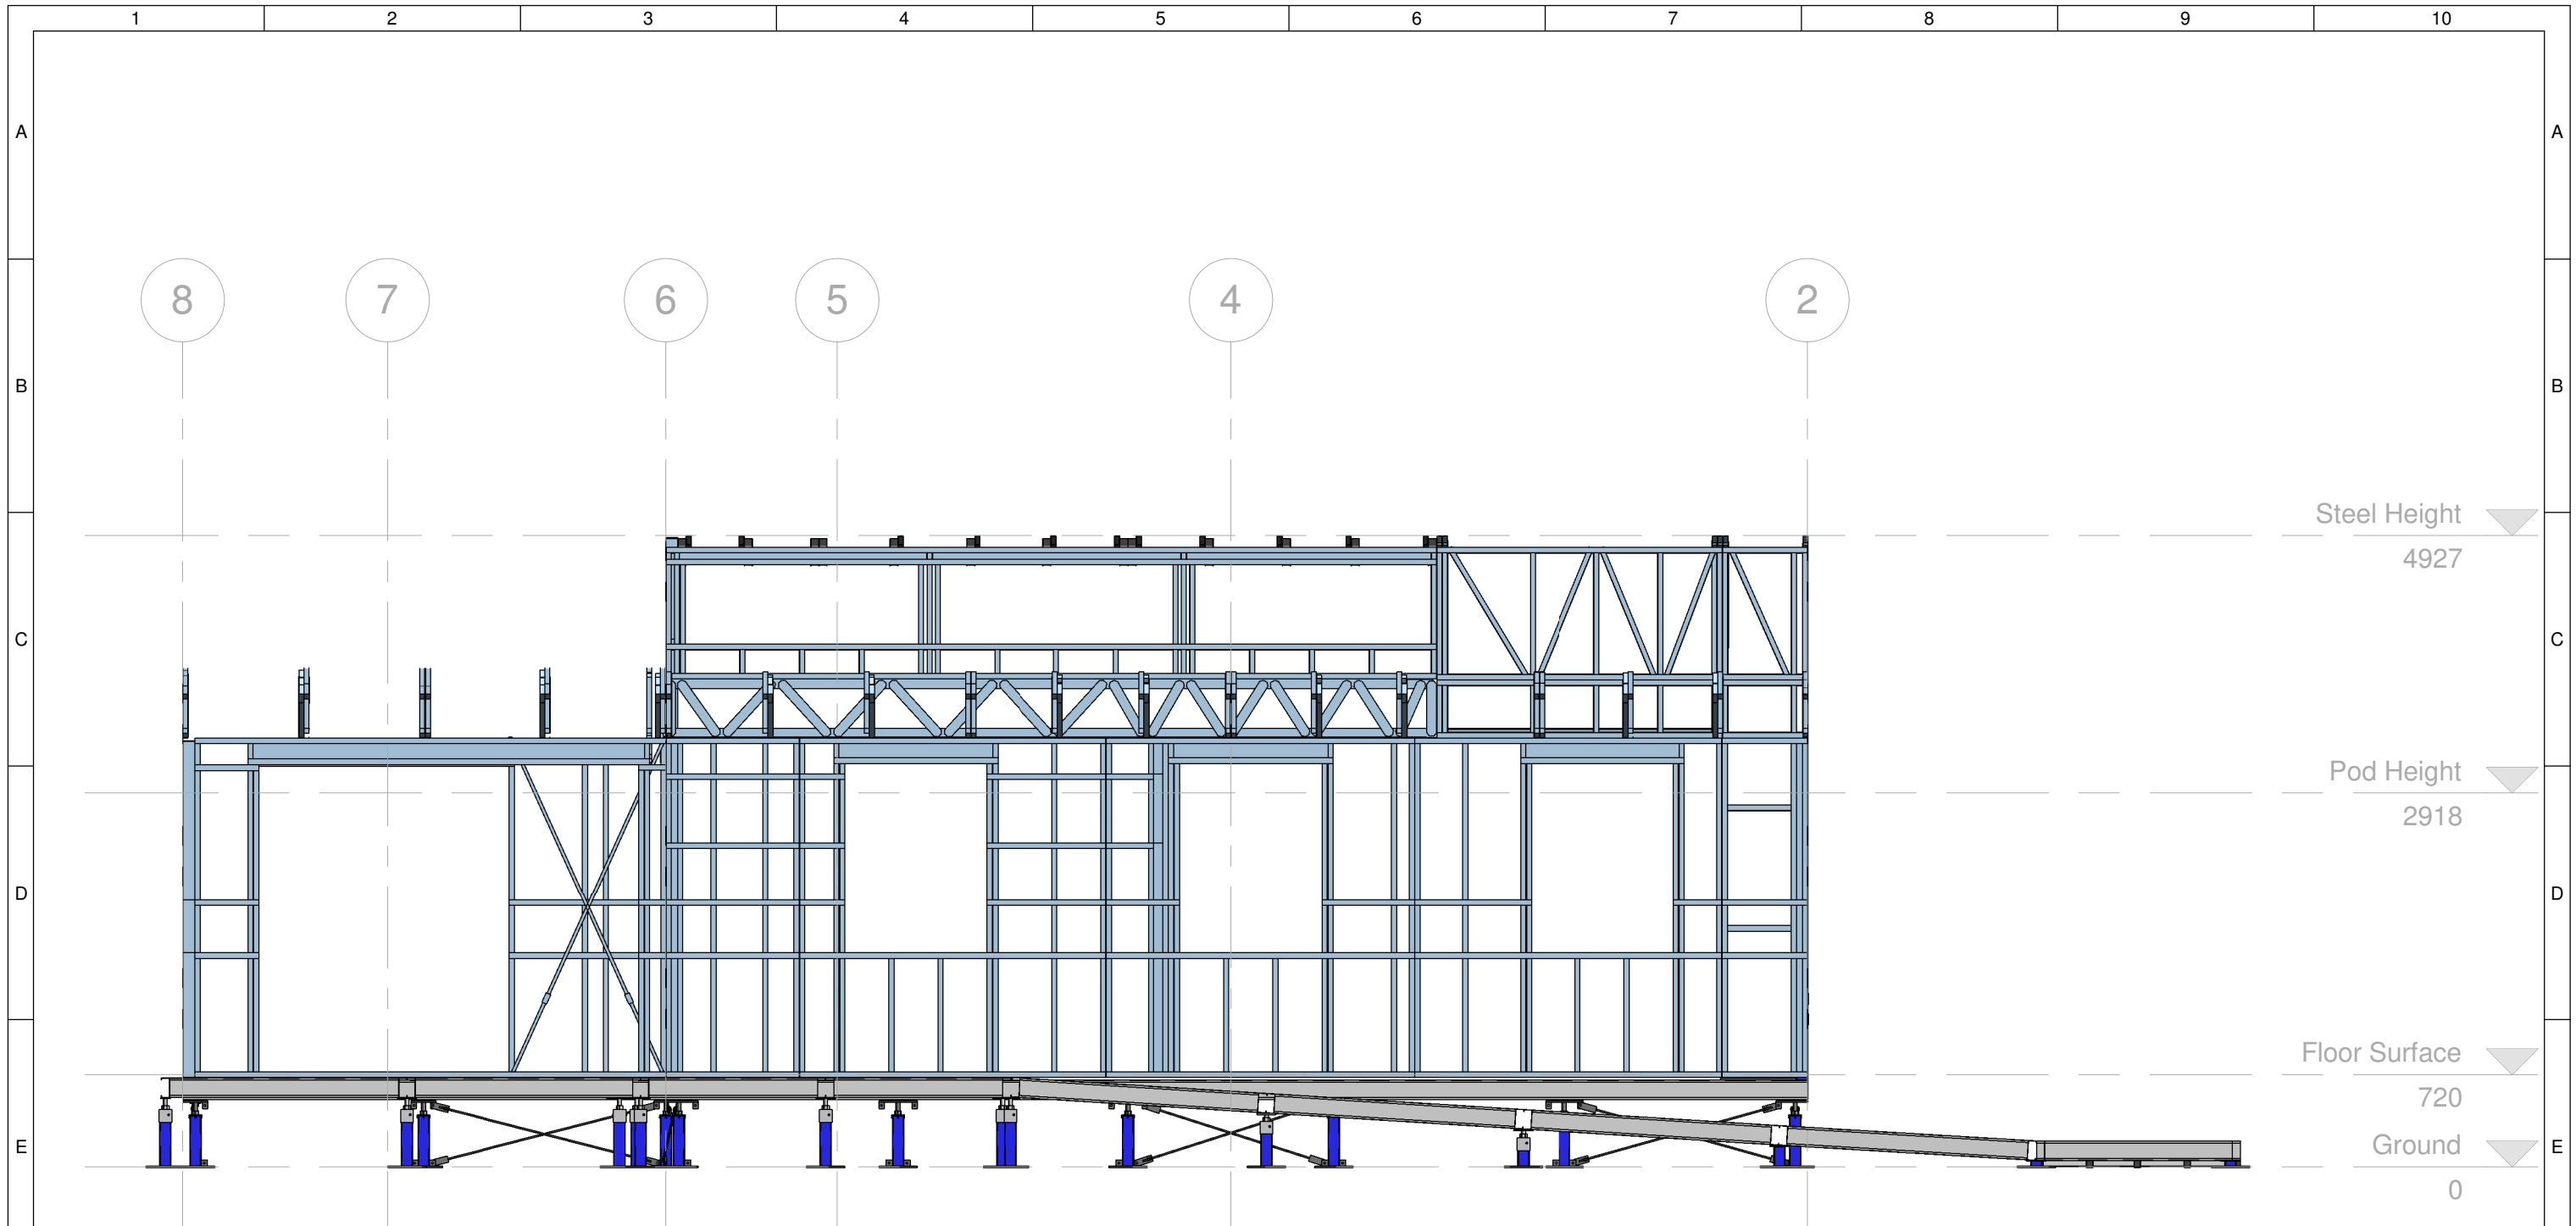 1 2 3 4 5 6 7 8 9 10
A A
8 7 6 5 4 2
B B
Steel Height
4927
C C
Pod Height
2918
D D
Floor Surface
720
Ground
E E
0